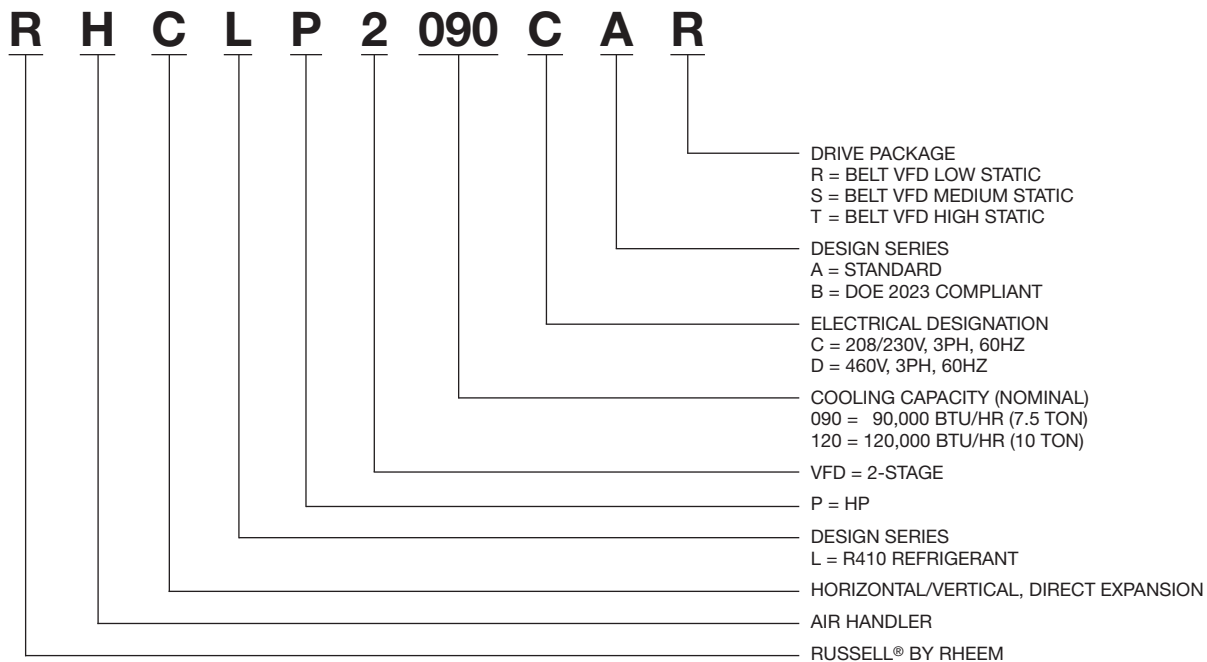 R H C L P 2 090 C A R
DRIVE PACKAGE
R = BELT VFD LOW STATIC
S = BELT VFD MEDIUM STATIC
T = BELT VFD HIGH STATIC
DESIGN SERIES
A = STANDARD
B = DOE 2023 COMPLIANT
ELECTRICAL DESIGNATION
C = 208/230V, 3PH, 60HZ
D = 460V, 3PH, 60HZ
COOLING CAPACITY (NOMINAL)
090 = 90,000 BTU/HR (7.5 TON)
120 = 120,000 BTU/HR (10 TON)
VFD = 2-STAGE
P = HP
DESIGN SERIES
L = R410 REFRIGERANT
HORIZONTAL/VERTICAL, DIRECT EXPANSION
AIR HANDLER
RUSSELL® BY RHEEM